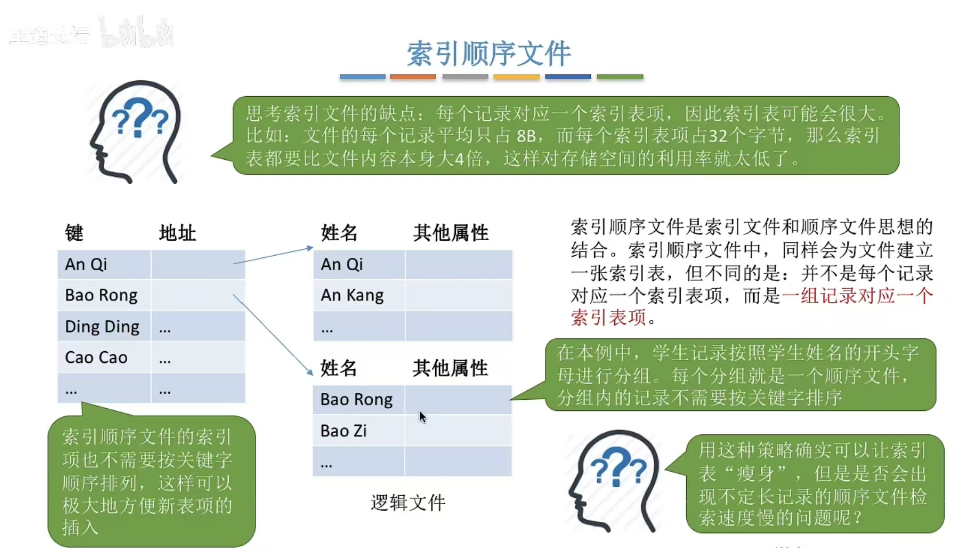 bilibili
索引顺序文件
???
思考索引文件的缺点：每个记录对应一个索引表项，因此索引表可能会很大。
比如：文件的每个记录平均只占 8B，而每个索引表项占32个字节，那么索引
表都要比文件内容本身大4倍，这样对存储空间的利用率就太低了。
键 地址
An Qi
Bao Rong
Ding Ding ...
Cao Cao ...
... ...
姓名 其他属性
An Qi
An Kang
...
姓名 其他属性
Bao Rong
Bao Zi
...
逻辑文件
索引顺序文件是索引文件和顺序文件思想的
结合。索引顺序文件中，同样会为文件建立
一张索引表，但不同的是：并不是每个记录
对应一个索引表项，而是一组记录对应一个
索引表项。
在本例中，学生记录按照学生姓名的开头字
母进行分组。每个分组就是一个顺序文件，
分组内的记录不需要按关键字排序
索引顺序文件的索引
项也不需要按关键字
顺序排列，这样可以
极大地方便新表项的
插入
???
用这种策略确实可以让索引
表“瘦身”，但是是否会出
现不定长记录的顺序文件检
索速度慢的问题呢？